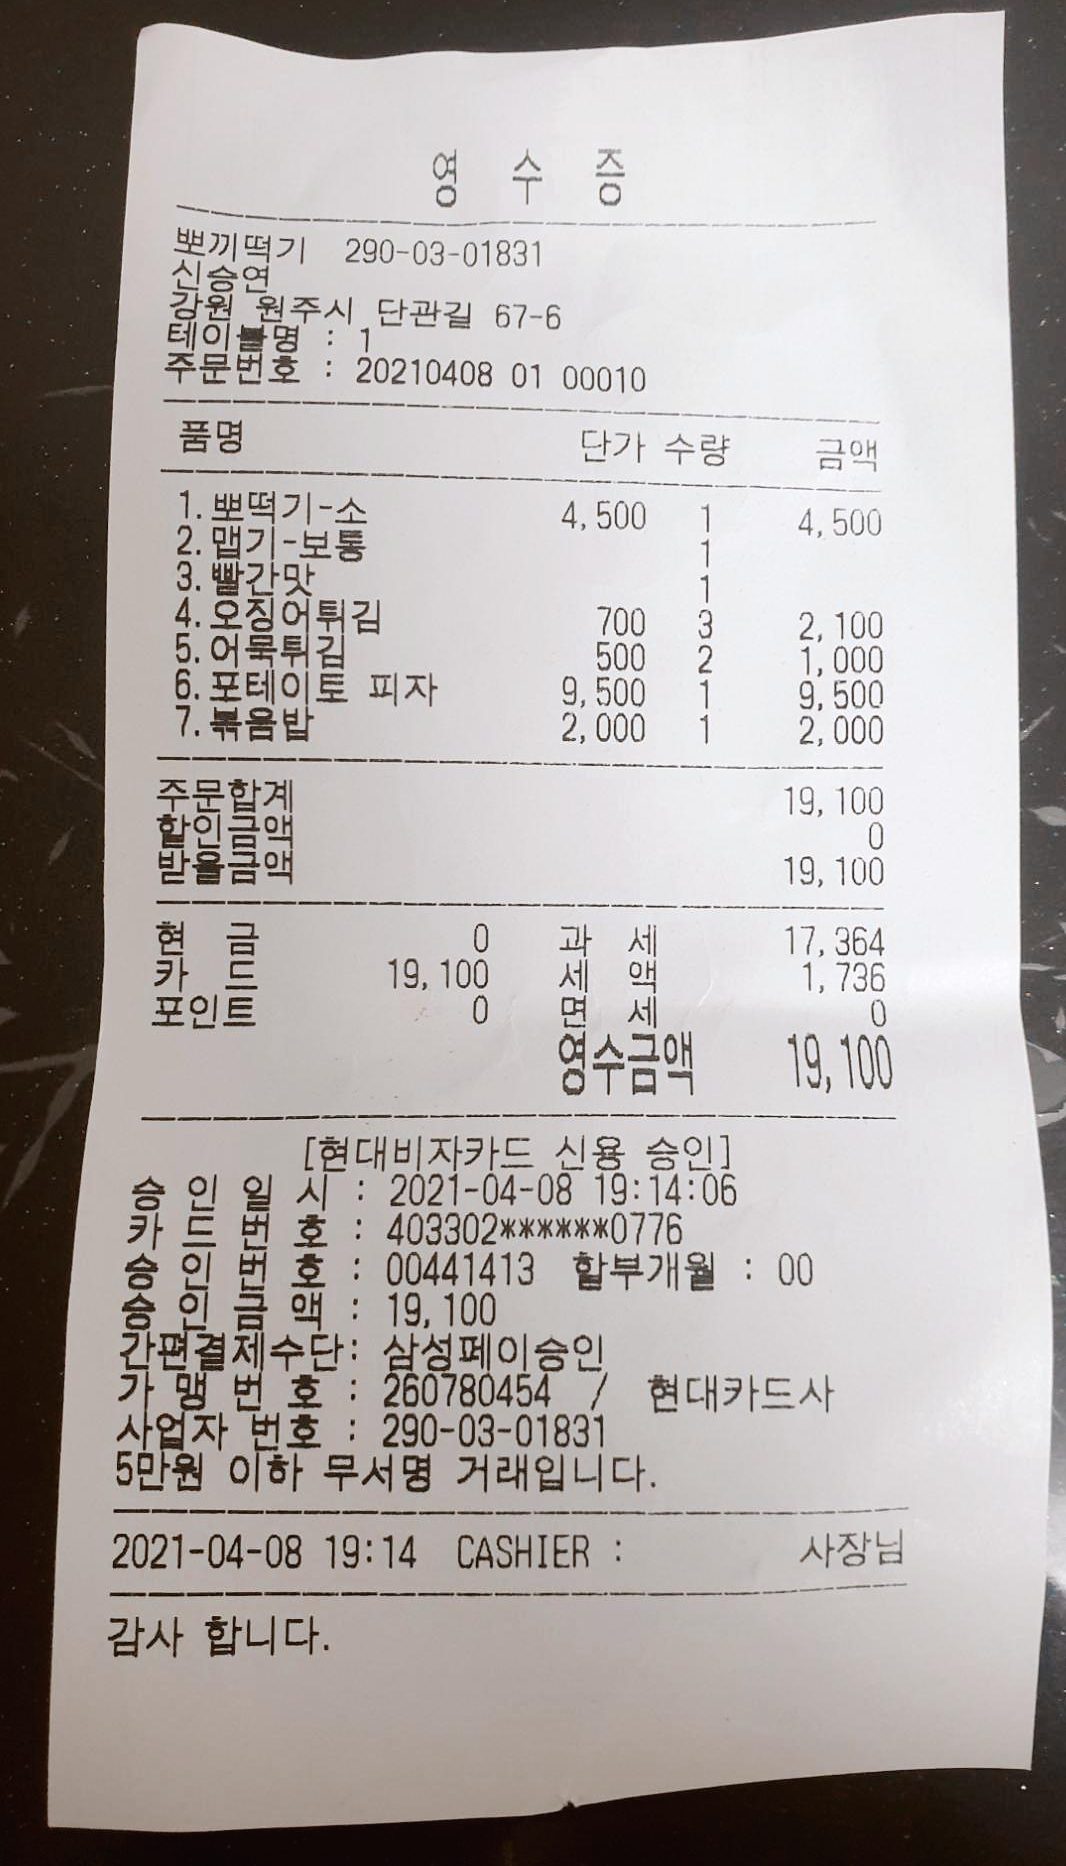 영 수 증
뽀끼떡기 290-03-01831
신승연
강원 원주시 단관길 67-6
테이블명 : 1
주문번호 : 20210408 01 00010
품명 단가 수량 금액
1. 뽀떡기-소 4,500 1 4,500
2. 맵기-보통 1
3. 빨간맛 1
4. 오징어튀김 700 3 2,100
5. 어묵튀김 500 2 1,000
6. 포테이토 피자 9,500 1 9,500
7. 볶음밥 2,000 1 2,000
주문합계 19,100
할인금액 0
받을금액 19,100
현 금 0 과 세 17,364
카 드 19,100 세 액 1,736
포인트 0 면 세 0
영수금액 19,100
[현대비자카드 신용 승인]
승 인 일 시 : 2021-04-08 19:14:06
카 드 번 호 : 403302******0776
승 인 번 호 : 00441413 할부개월 : 00
승 인 금 액 : 19,100
간편결제수단: 삼성페이승인
가 맹 번 호 : 260780454 / 현대카드사
사업자 번호 : 290-03-01831
5만원 이하 무서명 거래입니다.
2021-04-08 19:14 CASHIER : 사장님
감사 합니다.